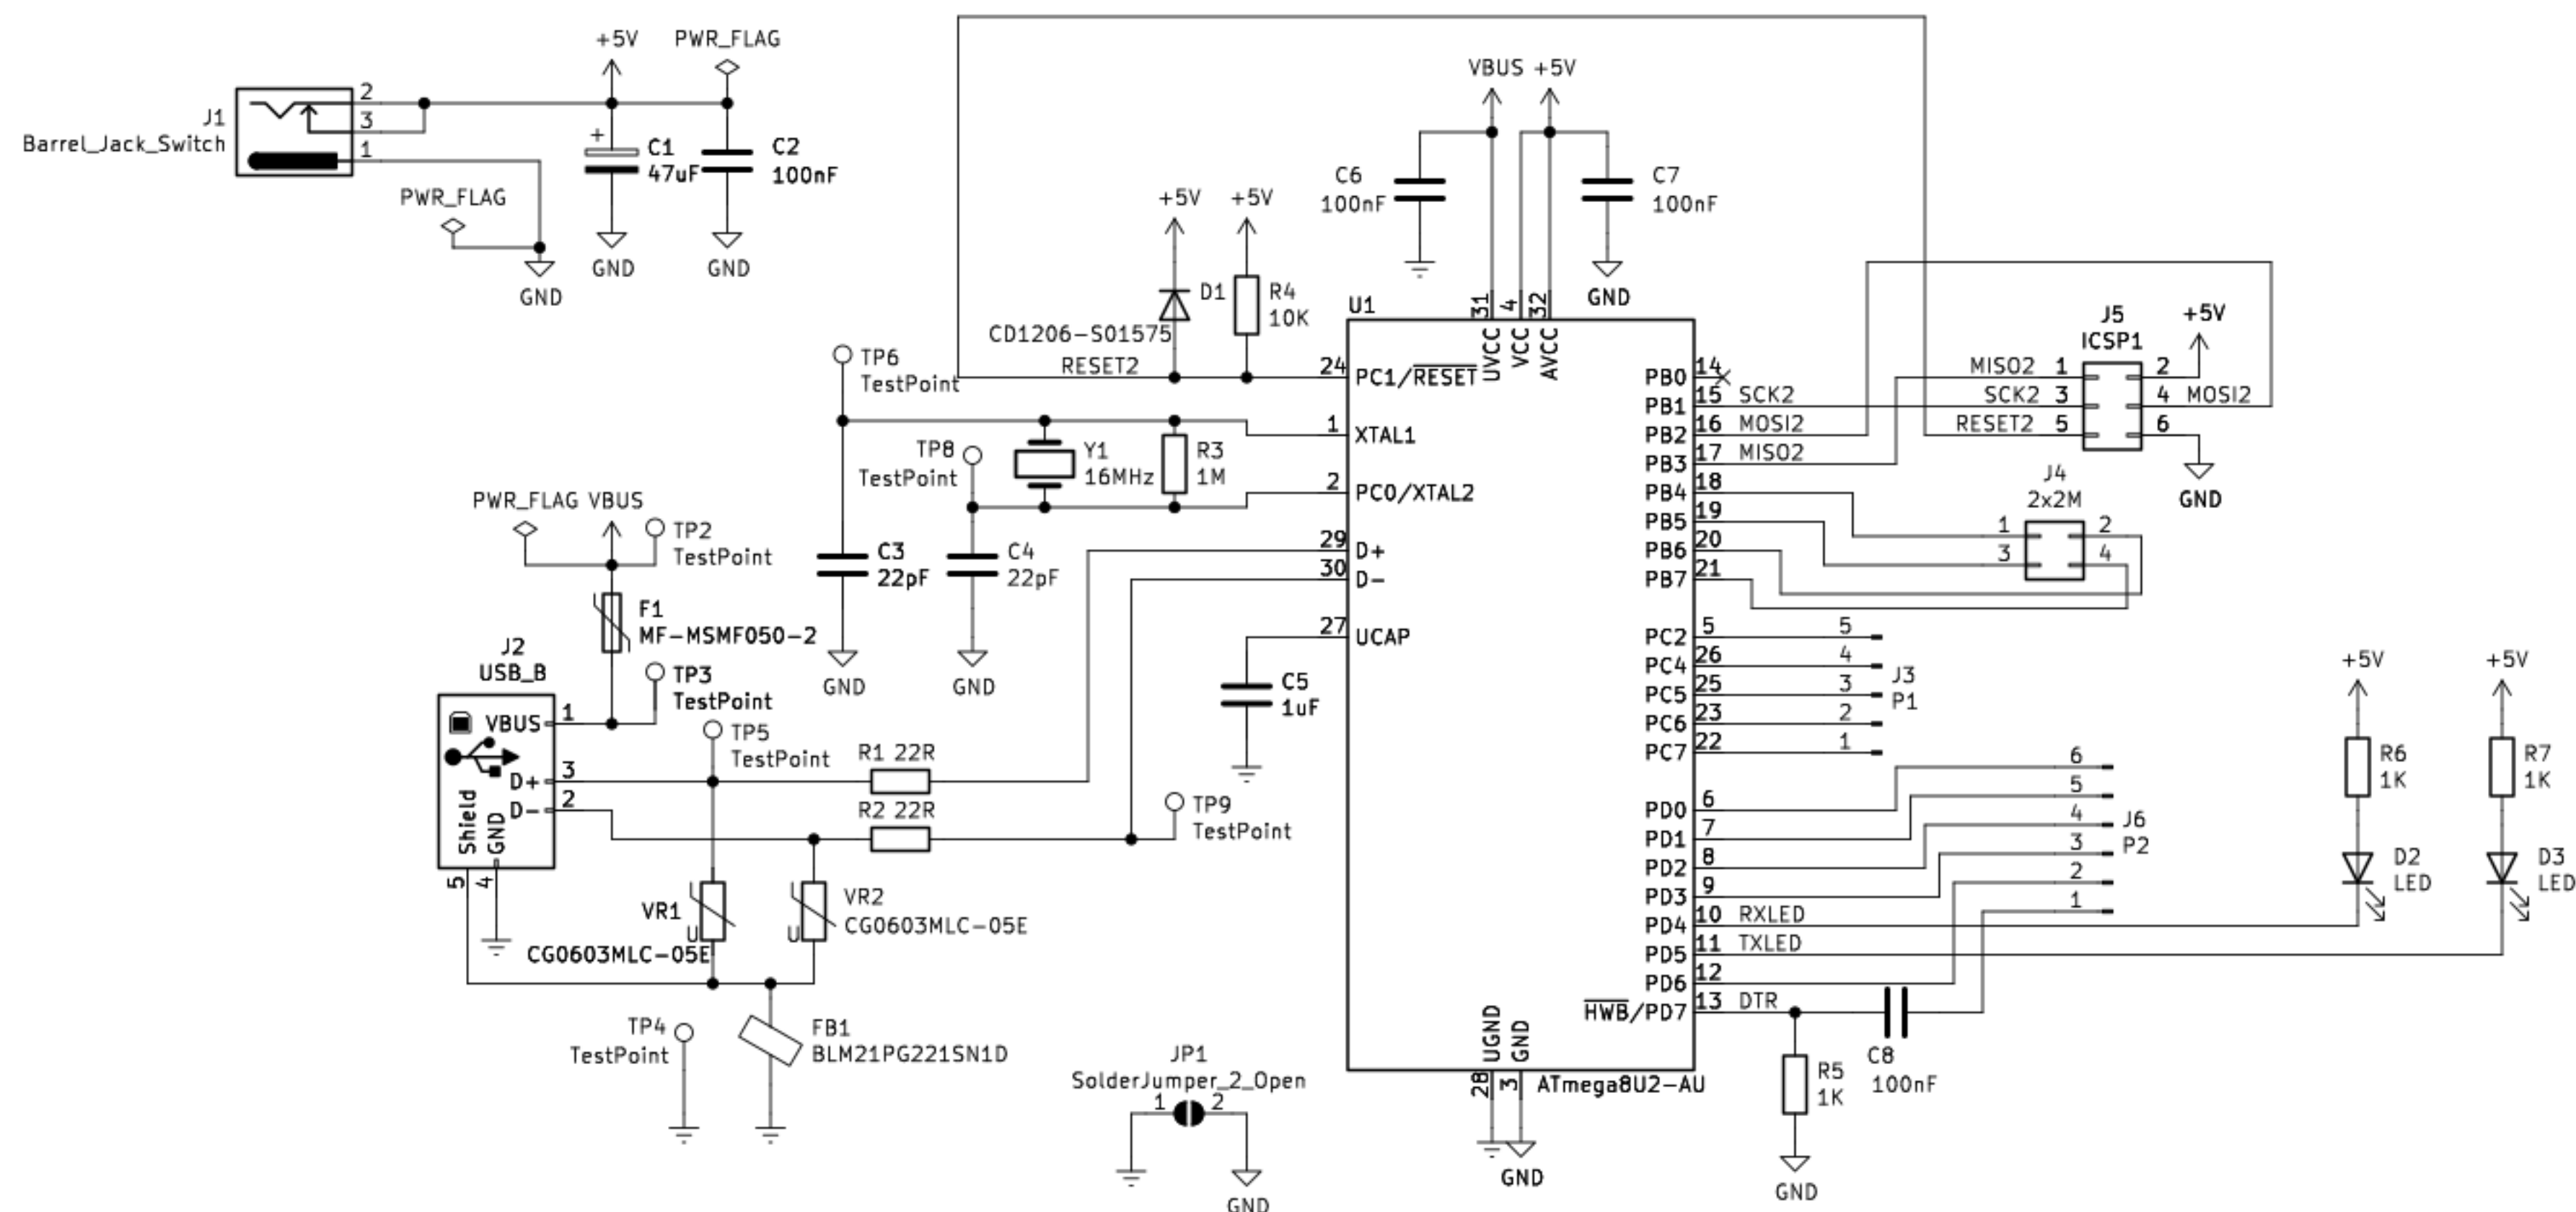 +5V PWR_FLAG
J1
Barrel_Jack_Switch
2
3
1
+
C1
47uF
C2
100nF
PWR_FLAG
GND
GND
GND
VBUS +5V
C6
100nF
C7
100nF
GND
+5V +5V
D1
CD1206-S01575
R4
10K
RESET2
TP6
TestPoint
TP8
TestPoint
Y1
16MHz
R3
1M
C3
22pF
C4
22pF
GND
GND
PWR_FLAG VBUS
TP2
TestPoint
F1
MF-MSMF050-2
J2
USB_B
TP3
TestPoint
VBUS 1
D+ 3
D- 2
Shield
GND
5
4
TP5
TestPoint
R1 22R
R2 22R
TP9
TestPoint
VR1
U
CG0603MLC-05E
VR2
U
CG0603MLC-05E
TP4
TestPoint
FB1
BLM21PG221SN1D
JP1
SolderJumper_2_Open
1 2
GND
C5
1uF
U1
31 4 32
UVCC VCC AVCC
24 PC1/RESET
1 XTAL1
2 PC0/XTAL2
29 D+
30 D-
27 UCAP
PB0 14
PB1 15 SCK2
PB2 16 MOSI2
PB3 17 MISO2
PB4 18
PB5 19
PB6 20
PB7 21
PC2 5
PC4 26
PC5 25
PC6 23
PC7 22
PD0 6
PD1 7
PD2 8
PD3 9
PD4 10 RXLED
PD5 11 TXLED
PD6 12
HWB/PD7 13 DTR
UGND GND
28 3
ATmega8U2-AU
GND
J5
ICSP1
+5V
MISO2 1 2
SCK2 3 4 MOSI2
RESET2 5 6
GND
J4
2x2M
1 2
3 4
5
4
3
2
1
J3
P1
6
5
4
3
2
1
J6
P2
C8
100nF
R5
1K
GND
+5V
R6
1K
D2
LED
+5V
R7
1K
D3
LED